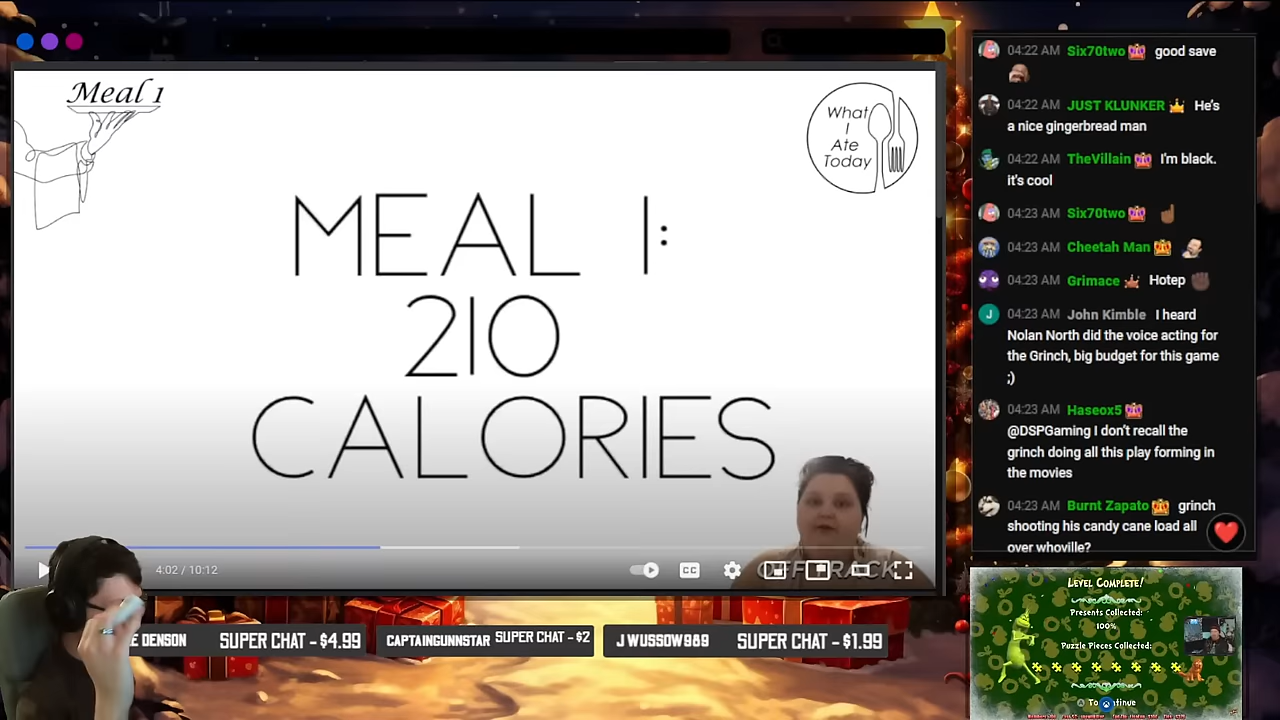 Meal 1
What
I
Ate
Today
MEAL 1:
210
CALORIES
4:02 / 10:12
CC
OFF TRACK
E DENSON SUPER CHAT - $4.99
CAPTAINGUNNSTAR SUPER CHAT - $2
J WUSSOW989 SUPER CHAT - $1.99
04:22 AM Six70two good save
04:22 AM JUST KLUNKER He's
a nice gingerbread man
04:22 AM TheVillain I'm black.
it's cool
04:23 AM Six70two
04:23 AM Cheetah Man
04:23 AM Grimace Hotep
J 04:23 AM John Kimble I heard
Nolan North did the voice acting for
the Grinch, big budget for this game
;)
04:23 AM Haseox5
@DSPGaming I don't recall the
grinch doing all this play forming in
the movies
04:23 AM Burnt Zapato grinch
shooting his candy cane load all
over whoville?
LEVEL COMPLETE!
Presents Collected:
100%
Puzzle Pieces Collected: